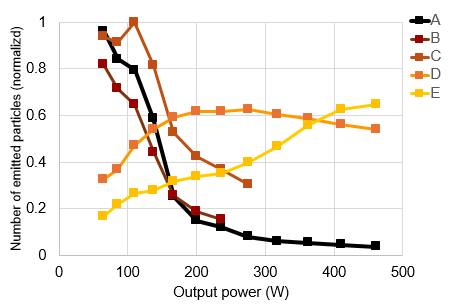 Number of emitted particles (normalizd)
1
0.8
0.6
0.4
0.2
0
0 100 200 300 400 500
Output power (W)
A
B
C
D
E